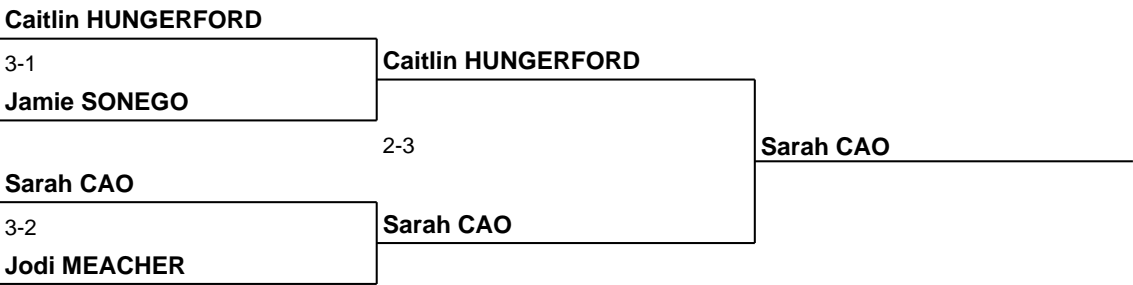 Caitlin HUNGERFORD
3-1
Caitlin HUNGERFORD
Jamie SONEGO
2-3
Sarah CAO
Sarah CAO
3-2
Sarah CAO
Jodi MEACHER